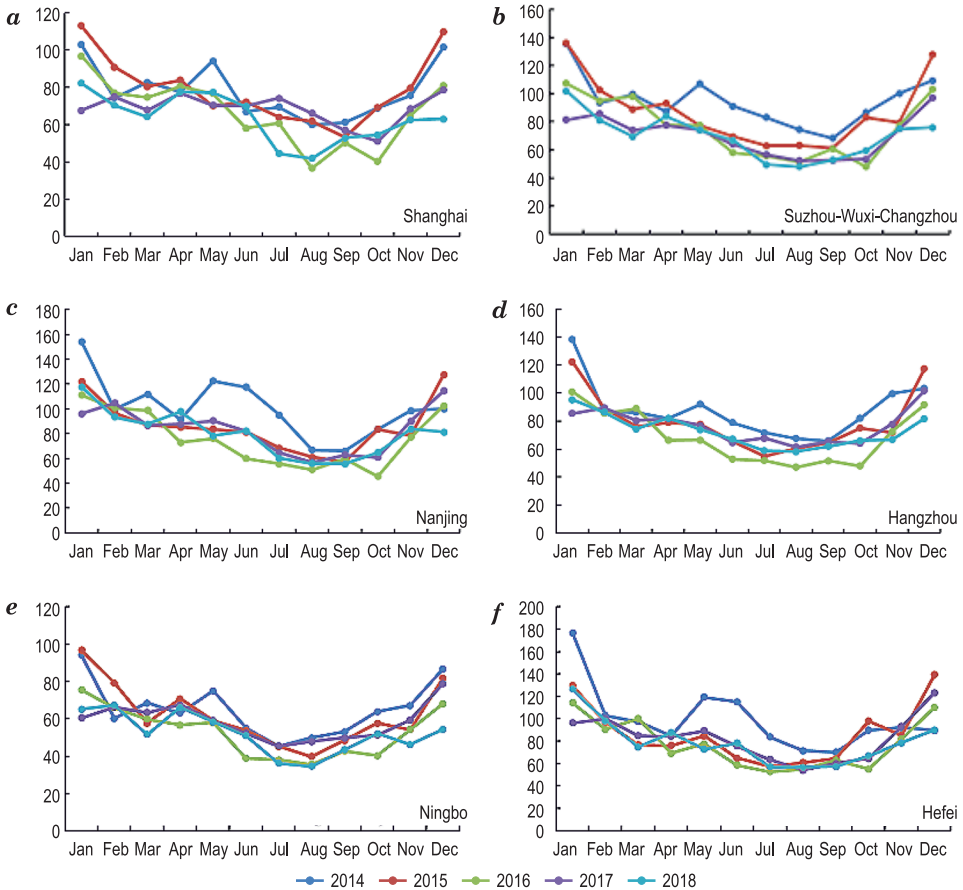 a
120
100
80
60
40
20
0
Shanghai
Jan Feb Mar Apr May Jun Jul Aug Sep Oct Nov Dec
b
160
140
120
100
80
60
40
20
0
Suzhou-Wuxi-Changzhou
Jan Feb Mar Apr May Jun Jul Aug Sep Oct Nov Dec
c
180
160
140
120
100
80
60
40
20
0
Nanjing
Jan Feb Mar Apr May Jun Jul Aug Sep Oct Nov Dec
d
160
140
120
100
80
60
40
20
0
Hangzhou
Jan Feb Mar Apr May Jun Jul Aug Sep Oct Nov Dec
e
120
100
80
60
40
20
0
Ningbo
Jan Feb Mar Apr May Jun Jul Aug Sep Oct Nov Dec
f
200
180
160
140
120
100
80
60
40
20
0
Hefei
Jan Feb Mar Apr May Jun Jul Aug Sep Oct Nov Dec
2014 2015 2016 2017 2018